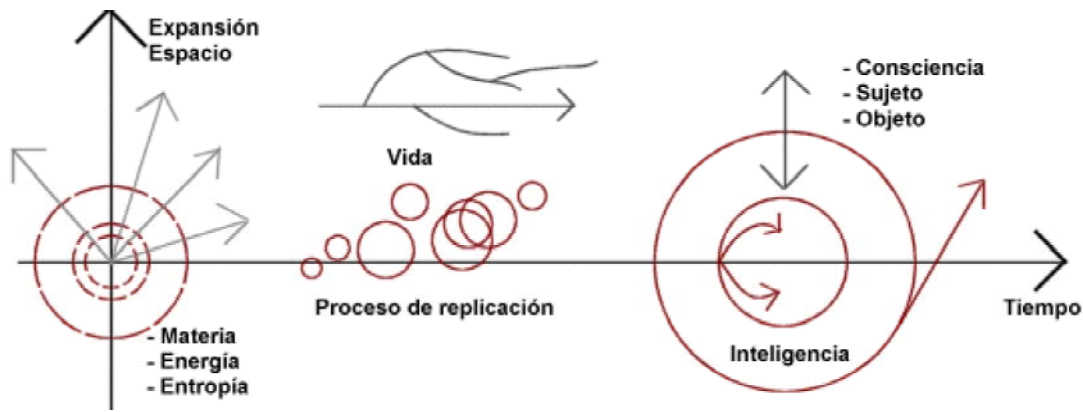 Expansión
Espacio
- Materia
- Energía
- Entropía
Vida
Proceso de replicación
- Consciencia
- Sujeto
- Objeto
Inteligencia
Tiempo